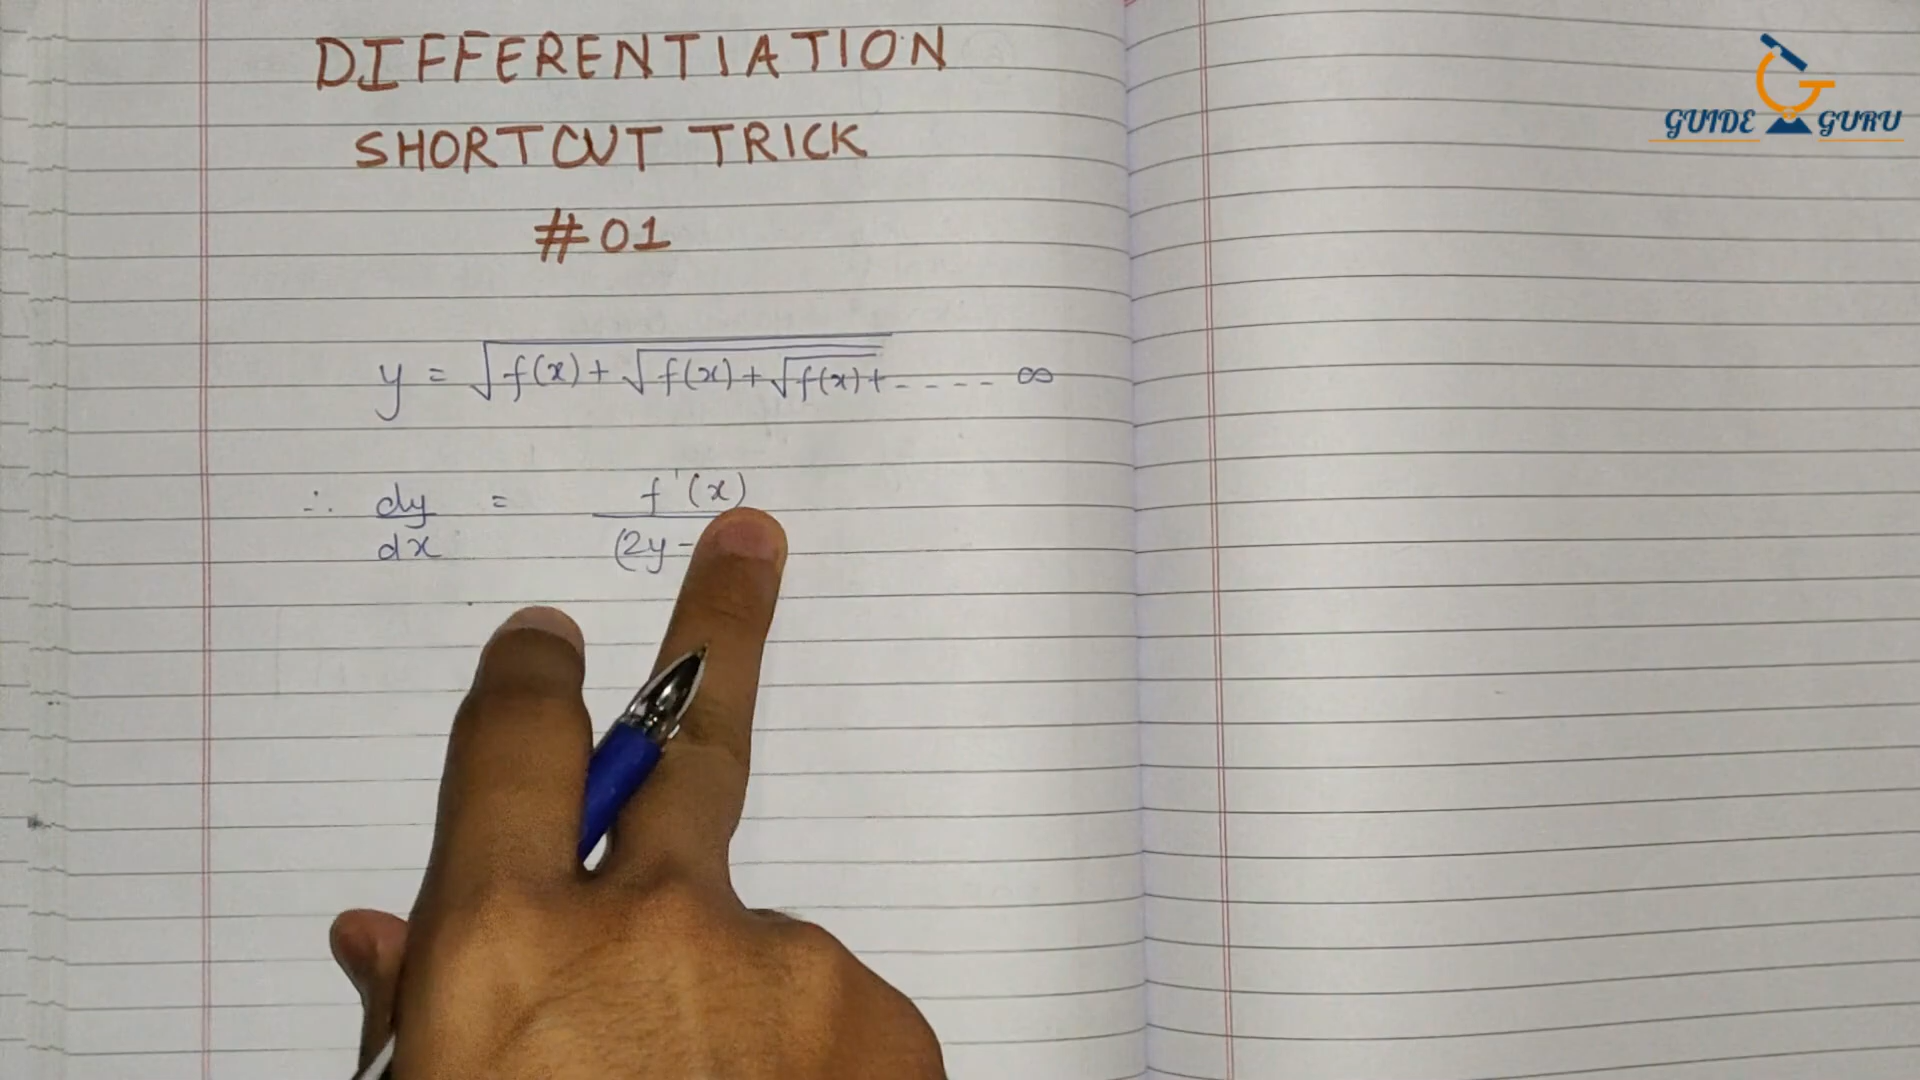 DIFFERENTIATION
GUIDE GURU
SHORTCUT TRICK
#01
y = √f(x) + √f(x) + √f(x) + - - - - ∞
∴ dy/dx = f'(x)/(2y -